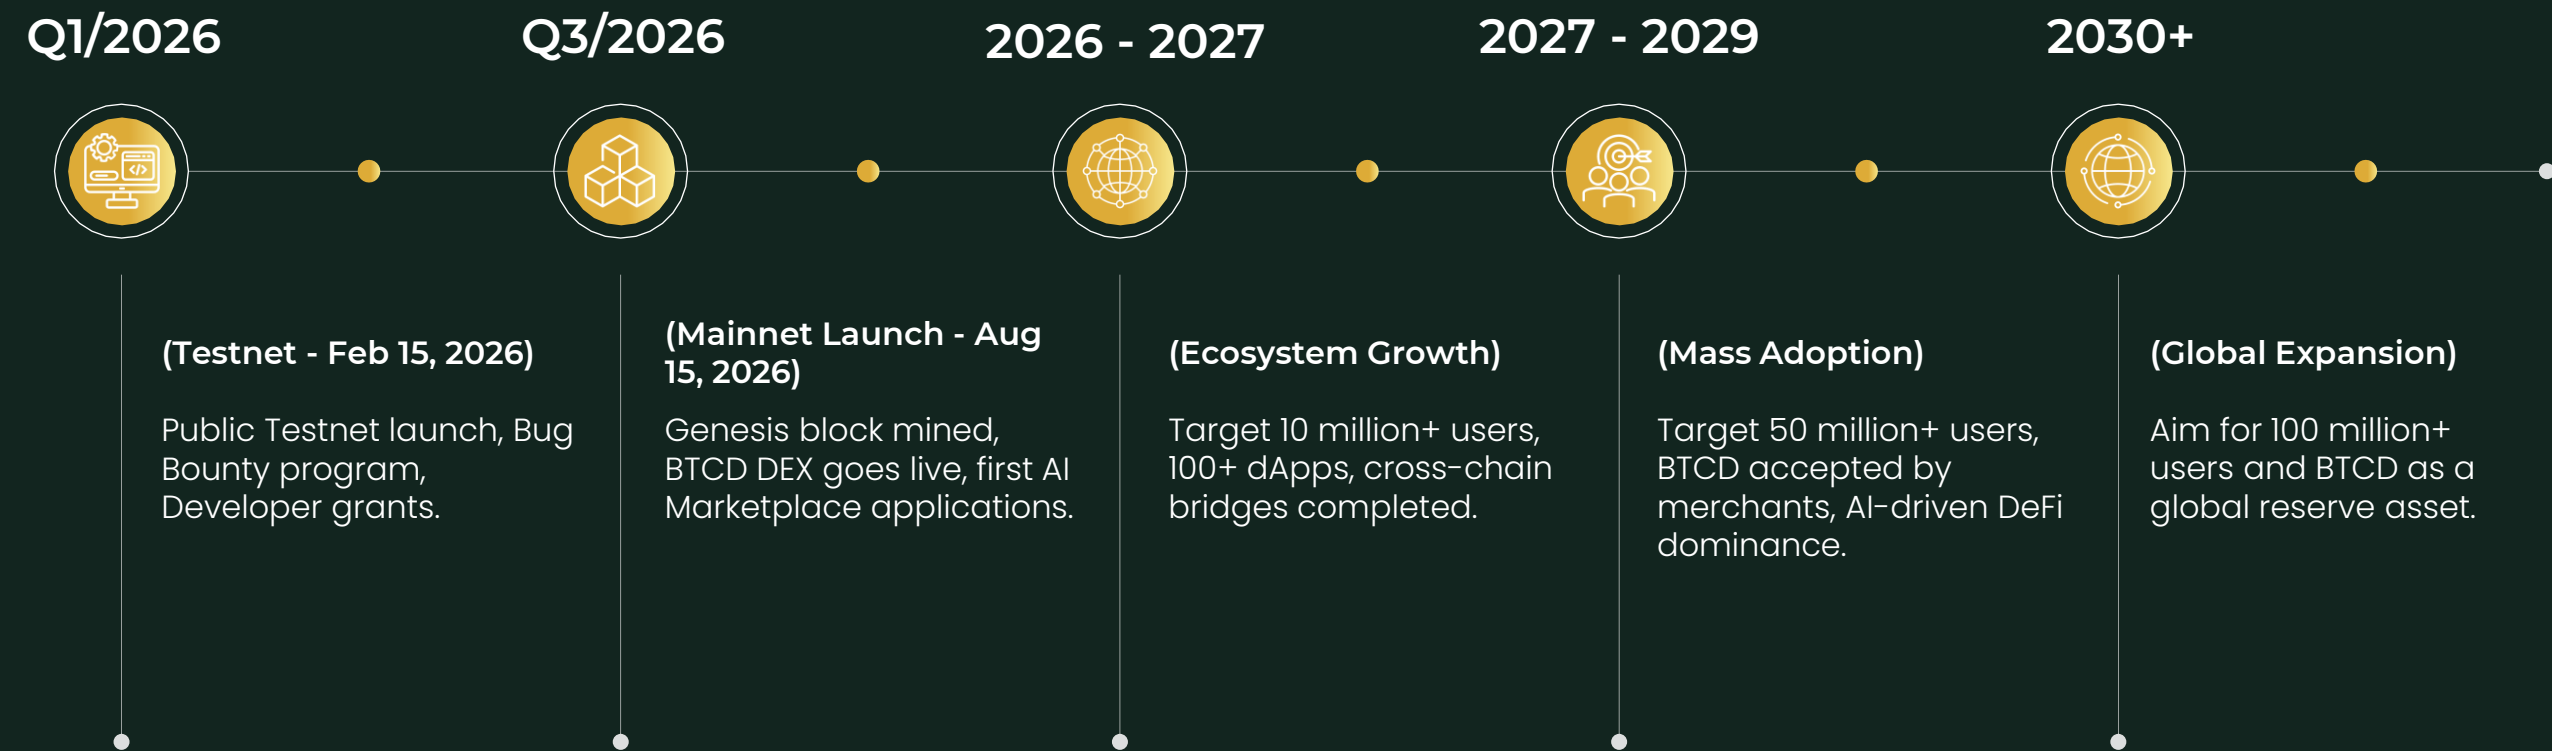 Q1/2026
Q3/2026
2026 - 2027
2027 - 2029
2030+
</>
(Testnet - Feb 15, 2026)
Public Testnet launch, Bug
Bounty program,
Developer grants.
(Mainnet Launch - Aug
15, 2026)
Genesis block mined,
BTCD DEX goes live, first AI
Marketplace applications.
(Ecosystem Growth)
Target 10 million+ users,
100+ dApps, cross-chain
bridges completed.
(Mass Adoption)
Target 50 million+ users,
BTCD accepted by
merchants, AI-driven DeFi
dominance.
(Global Expansion)
Aim for 100 million+
users and BTCD as a
global reserve asset.